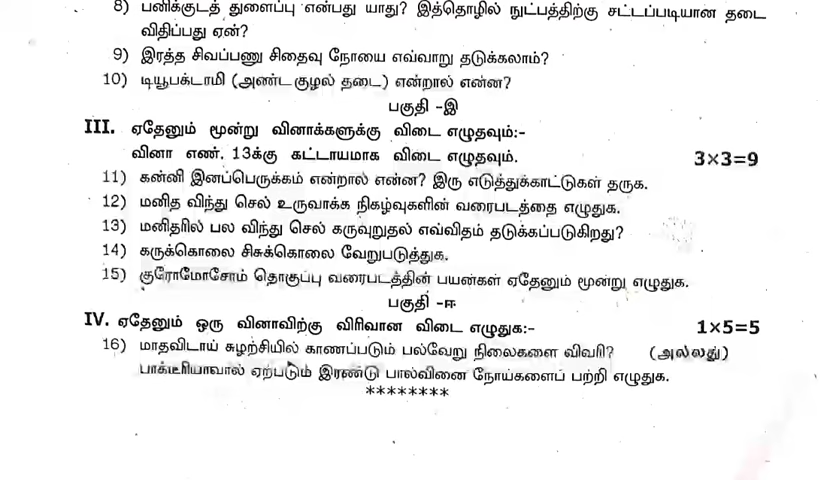 8) பனிக்குடத் துளைப்பு என்பது யாது? இத்தொழில் நுட்பத்திற்கு சட்டப்படியான தடை
விதிப்பது ஏன்?
9) இரத்த சிவப்பணு சிதைவு நோயை எவ்வாறு தடுக்கலாம்?
10) டியூபக்டாமி (அண்ட குழல் தடை) என்றால் என்ன?
பகுதி -இ
III. ஏதேனும் மூன்று வினாக்களுக்கு விடை எழுதவும்:-
வினா எண். 13க்கு கட்டாயமாக விடை எழுதவும். 3×3=9
11) கன்னி இனப்பெருக்கம் என்றால் என்ன? இரு எடுத்துக்காட்டுகள் தருக.
12) மனித விந்து செல் உருவாக்க நிகழ்வுகளின் வரைபடத்தை எழுதுக.
13) மனிதரில் பல விந்து செல் கருவுறுதல் எவ்விதம் தடுக்கப்படுகிறது?
14) கருக்கொலை சிசுக்கொலை வேறுபடுத்துக.
15) குரோமோசோம் தொகுப்பு வரைபடத்தின் பயன்கள் ஏதேனும் மூன்று எழுதுக.
பகுதி -ஈ
IV. ஏதேனும் ஒரு வினாவிற்கு விரிவான விடை எழுதுக:- 1×5=5
16) மாதவிடாய் சுழற்சியில் காணப்படும் பல்வேறு நிலைகளை விவரி? (அல்லது)
பாக்டீரியாவால் ஏற்படும் இரண்டு பால்வினை நோய்களைப் பற்றி எழுதுக.
********